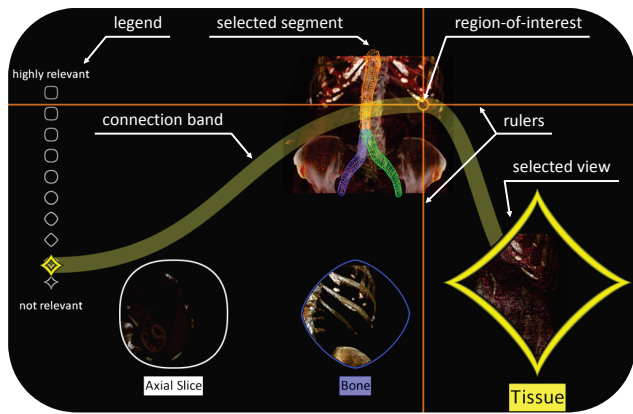 legend
selected segment
region-of-interest
highly relevant
connection band
rulers
selected view
not relevant
Axial Slice
Bone
Tissue